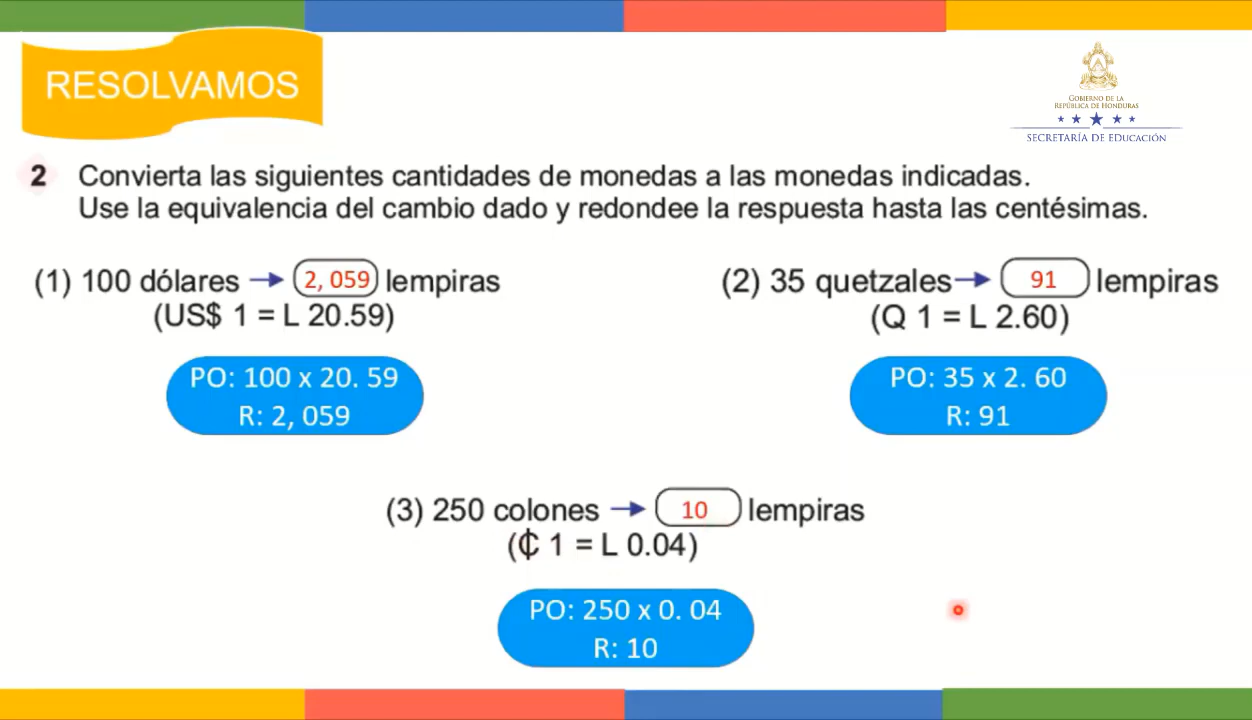 RESOLVAMOS
GOBIERNO DE LA
REPÚBLICA DE HONDURAS
SECRETARÍA DE EDUCACIÓN
2 Convierta las siguientes cantidades de monedas a las monedas indicadas.
Use la equivalencia del cambio dado y redondee la respuesta hasta las centésimas.
(1) 100 dólares → 2, 059 lempiras
(US$ 1 = L 20.59)
PO: 100 x 20. 59
R: 2, 059
(2) 35 quetzales → 91 lempiras
(Q 1 = L 2.60)
PO: 35 x 2. 60
R: 91
(3) 250 colones → 10 lempiras
(₵ 1 = L 0.04)
PO: 250 x 0. 04
R: 10